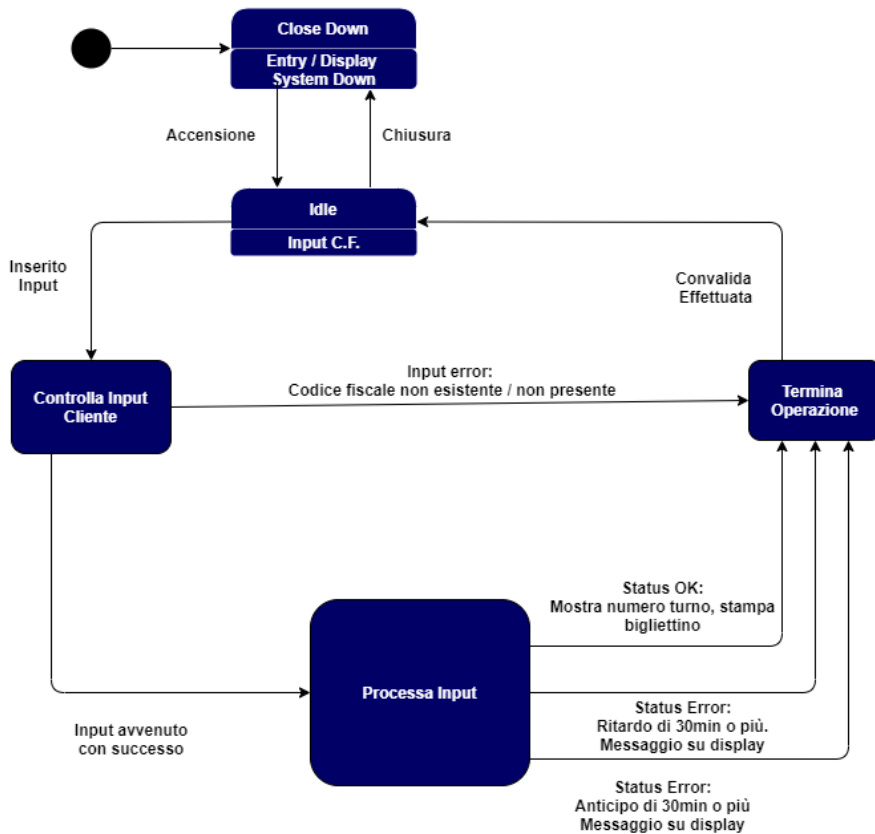 Close Down
Entry / Display
System Down
Accensione
Chiusura
Idle
Input C.F.
Inserito
Input
Convalida
Effettuata
Controlla Input
Cliente
Input error:
Codice fiscale non esistente / non presente
Termina
Operazione
Status OK:
Mostra numero turno, stampa
bigliettino
Processa Input
Input avvenuto
con successo
Status Error:
Ritardo di 30min o più.
Messaggio su display
Status Error:
Anticipo di 30min o più
Messaggio su display